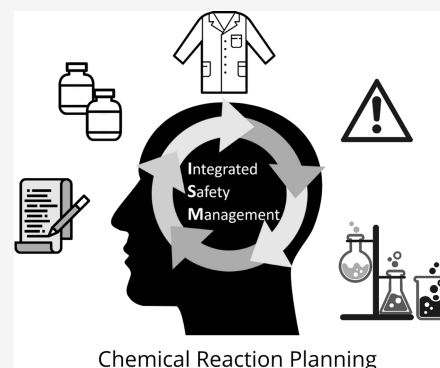 Integrated
Safety
Management
Chemical Reaction Planning